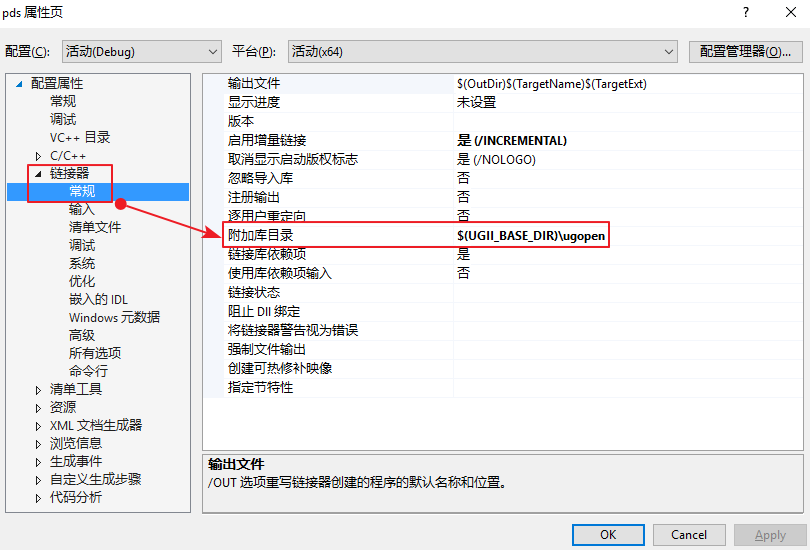 pds 属性页
配置(C): 活动(Debug) 平台(P): 活动(x64) 配置管理器(O)...
配置属性
常规
调试
VC++ 目录
C/C++
链接器
常规
输入
清单文件
调试
系统
优化
嵌入的 IDL
Windows 元数据
高级
所有选项
命令行
清单工具
资源
XML 文档生成器
浏览信息
生成事件
自定义生成步骤
代码分析
输出文件 $(OutDir)$(TargetName)$(TargetExt)
显示进度 未设置
版本
启用增量链接 是 (/INCREMENTAL)
取消显示启动版权标志 是 (/NOLOGO)
忽略导入库 否
注册输出 否
逐用户重定向 否
附加库目录 $(UGII_BASE_DIR)\ugopen
链接库依赖项 是
使用库依赖项输入 否
链接状态
阻止 Dll 绑定
将链接器警告视为错误
强制文件输出
创建可热修补映像
指定节特性
输出文件
/OUT 选项重写链接器创建的程序的默认名称和位置。
OK Cancel Apply